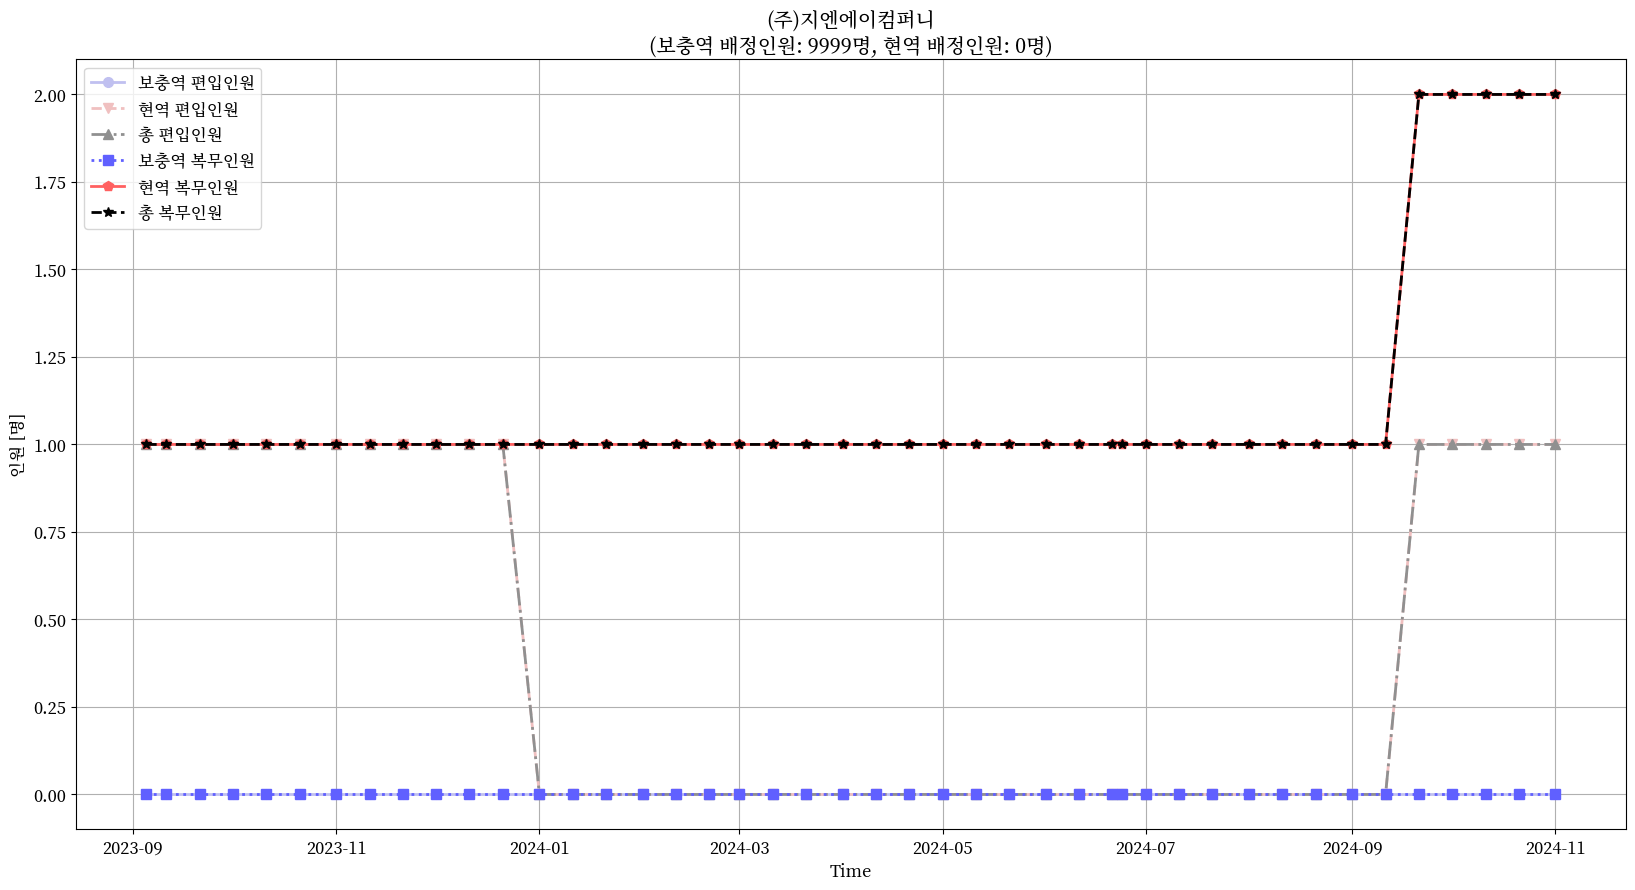 (주)지엔에이컴퍼니
(보충역 배정인원: 9999명, 현역 배정인원: 0명)
보충역 편입인원
현역 편입인원
총 편입인원
보충역 복무인원
현역 복무인원
총 복무인원
2.00
1.75
1.50
1.25
1.00
0.75
0.50
0.25
0.00
인원 [명]
2023-09 2023-11 2024-01 2024-03 2024-05 2024-07 2024-09 2024-11
Time